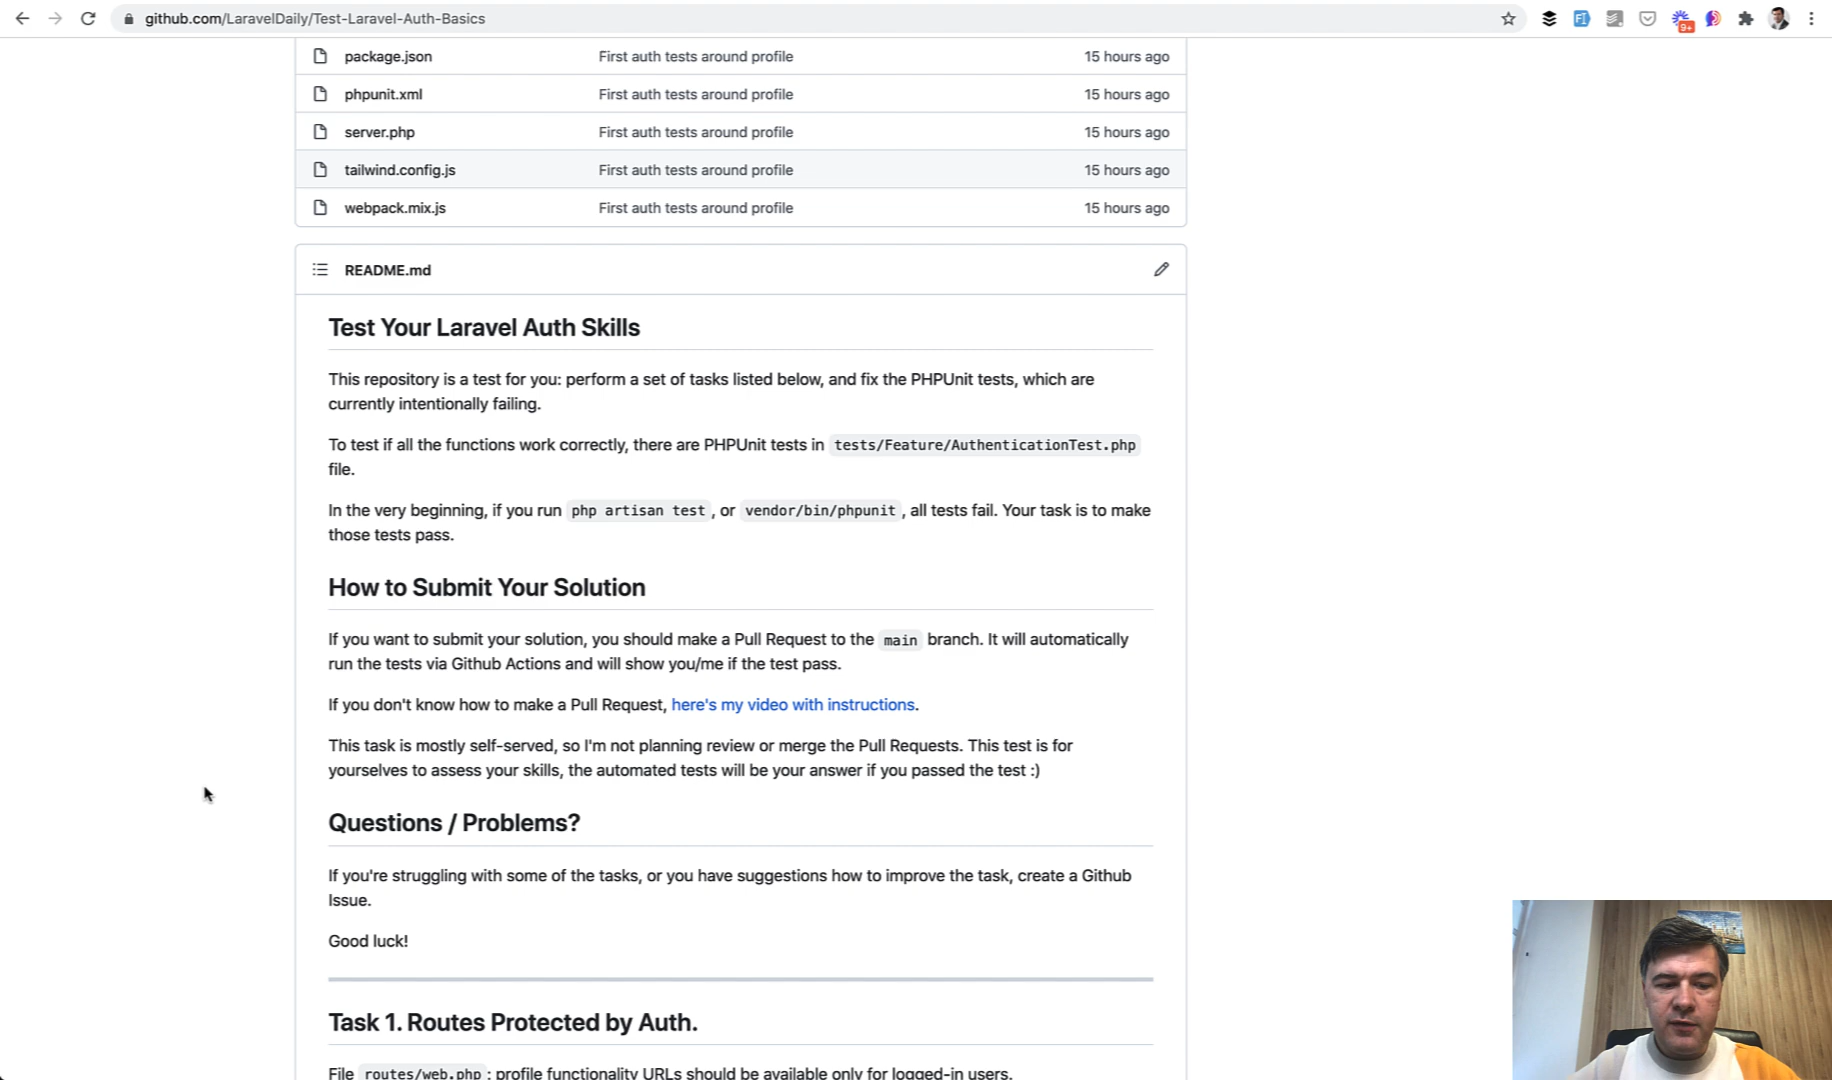 github.com/LaravelDaily/Test-Laravel-Auth-Basics
9+
package.json First auth tests around profile 15 hours ago
phpunit.xml First auth tests around profile 15 hours ago
server.php First auth tests around profile 15 hours ago
tailwind.config.js First auth tests around profile 15 hours ago
webpack.mix.js First auth tests around profile 15 hours ago
README.md
Test Your Laravel Auth Skills
This repository is a test for you: perform a set of tasks listed below, and fix the PHPUnit tests, which are
currently intentionally failing.
To test if all the functions work correctly, there are PHPUnit tests in tests/Feature/AuthenticationTest.php
file.
In the very beginning, if you run php artisan test , or vendor/bin/phpunit , all tests fail. Your task is to make
those tests pass.
How to Submit Your Solution
If you want to submit your solution, you should make a Pull Request to the main branch. It will automatically
run the tests via Github Actions and will show you/me if the test pass.
If you don't know how to make a Pull Request, here's my video with instructions.
This task is mostly self-served, so I'm not planning review or merge the Pull Requests. This test is for
yourselves to assess your skills, the automated tests will be your answer if you passed the test :)
Questions / Problems?
If you're struggling with some of the tasks, or you have suggestions how to improve the task, create a Github
Issue.
Good luck!
Task 1. Routes Protected by Auth.
File routes/web.php : profile functionality URLs should be available only for logged-in users.